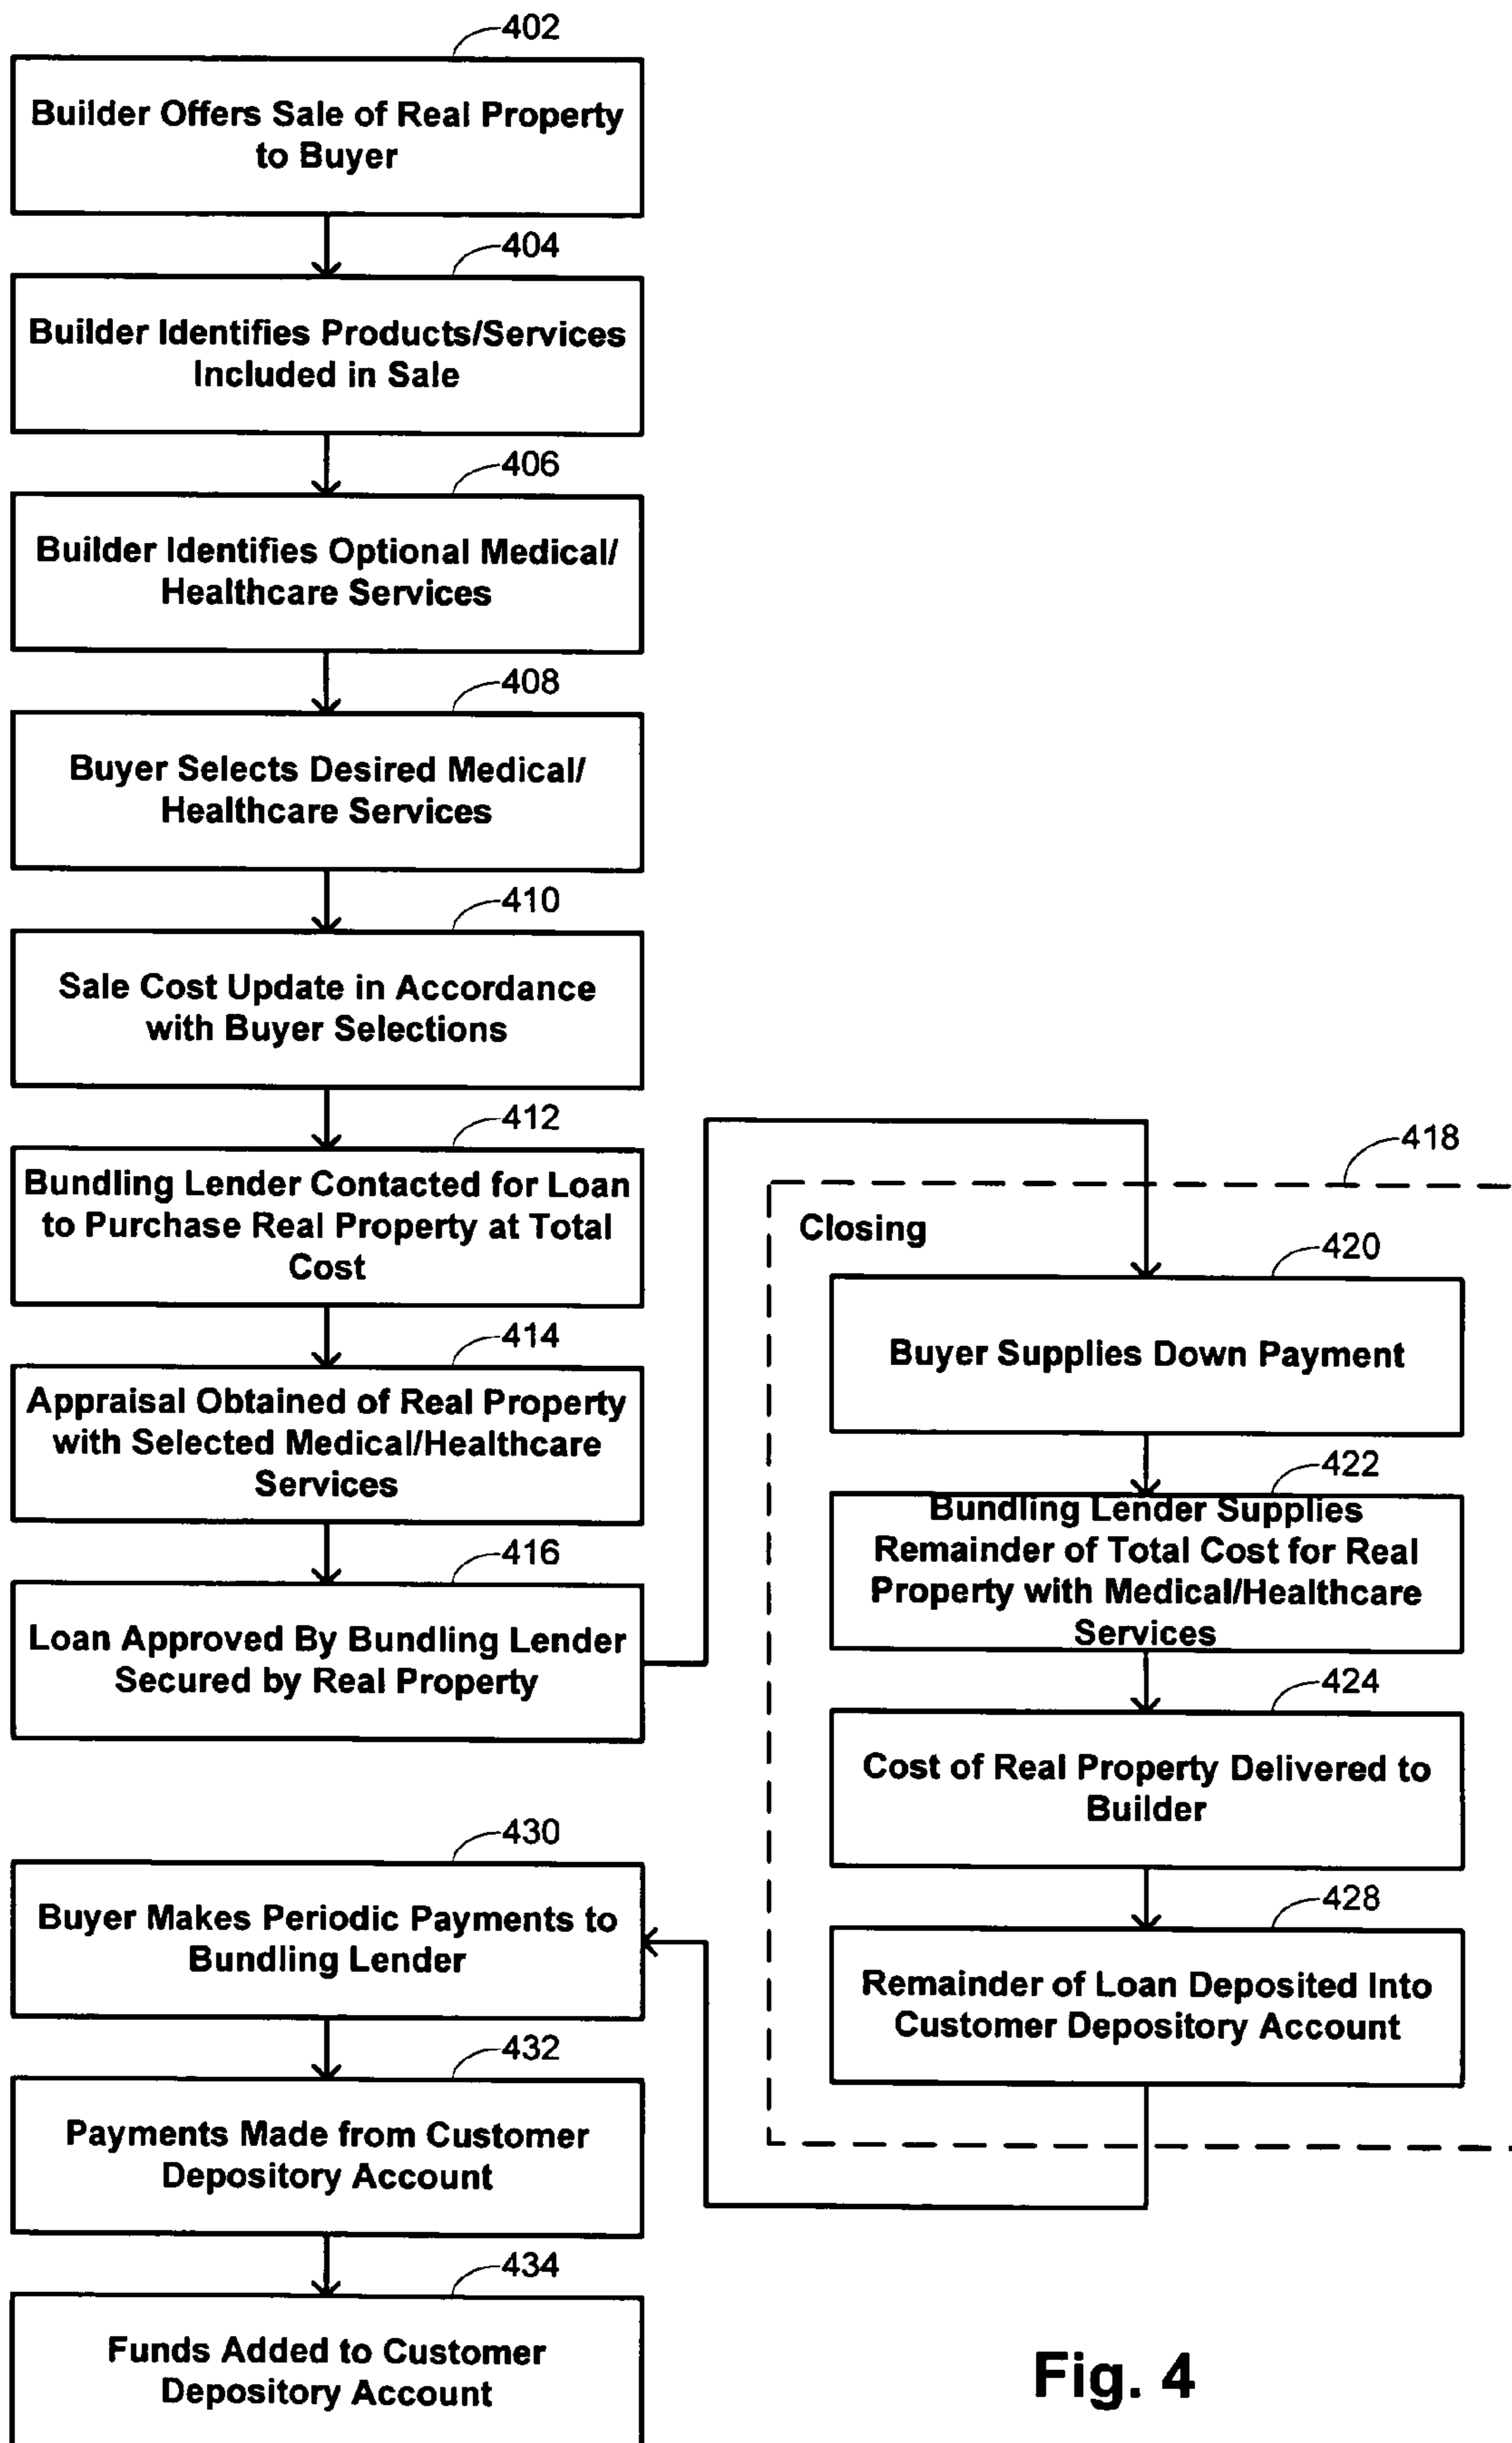 402
Builder Offers Sale of Real Property
to Buyer
404
Builder Identifies Products/Services
Included in Sale
406
Builder Identifies Optional Medical/
Healthcare Services
408
Buyer Selects Desired Medical/
Healthcare Services
410
Sale Cost Update in Accordance
with Buyer Selections
412
Bundling Lender Contacted for Loan
to Purchase Real Property at Total
Cost
414
Appraisal Obtained of Real Property
with Selected Medical/Healthcare
Services
416
Loan Approved By Bundling Lender
Secured by Real Property
418
Closing
420
Buyer Supplies Down Payment
422
Bundling Lender Supplies
Remainder of Total Cost for Real
Property with Medical/Healthcare
Services
424
Cost of Real Property Delivered to
Builder
428
Remainder of Loan Deposited Into
Customer Depository Account
430
Buyer Makes Periodic Payments to
Bundling Lender
432
Payments Made from Customer
Depository Account
434
Funds Added to Customer
Depository Account
Fig. 4